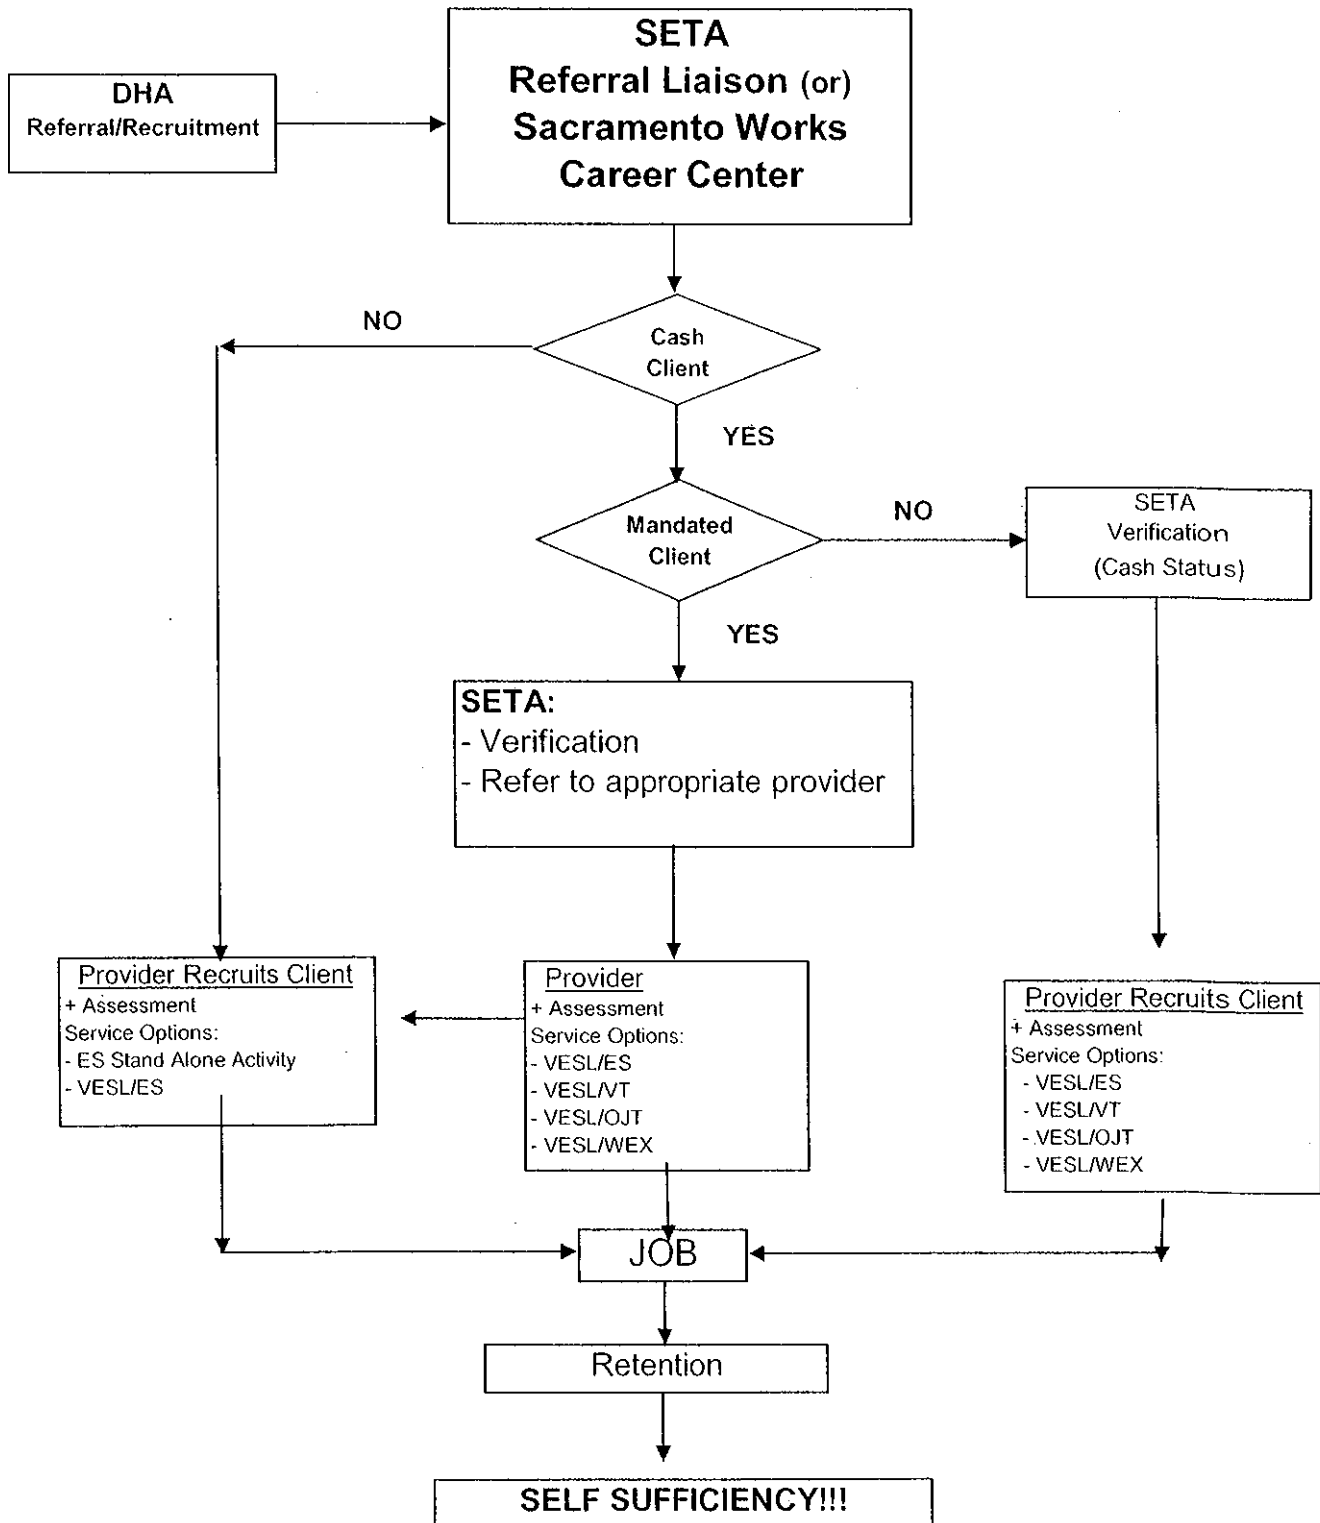 SETA
Referral Liaison (or)
Sacramento Works
Career Center
DHA
Referral/Recruitment
NO
Cash
Client
YES
Mandated
Client
NO
SETA
Verification
(Cash Status)
YES
SETA:
- Verification
- Refer to appropriate provider
Provider Recruits Client
+ Assessment
Service Options:
- ES Stand Alone Activity
- VESL/ES
Provider
+ Assessment
Service Options:
- VESL/ES
- VESL/VT
- VESL/OJT
- VESL/WEX
Provider Recruits Client
+ Assessment
Service Options:
- VESL/ES
- VESL/VT
- VESL/OJT
- VESL/WEX
JOB
Retention
SELF SUFFICIENCY!!!